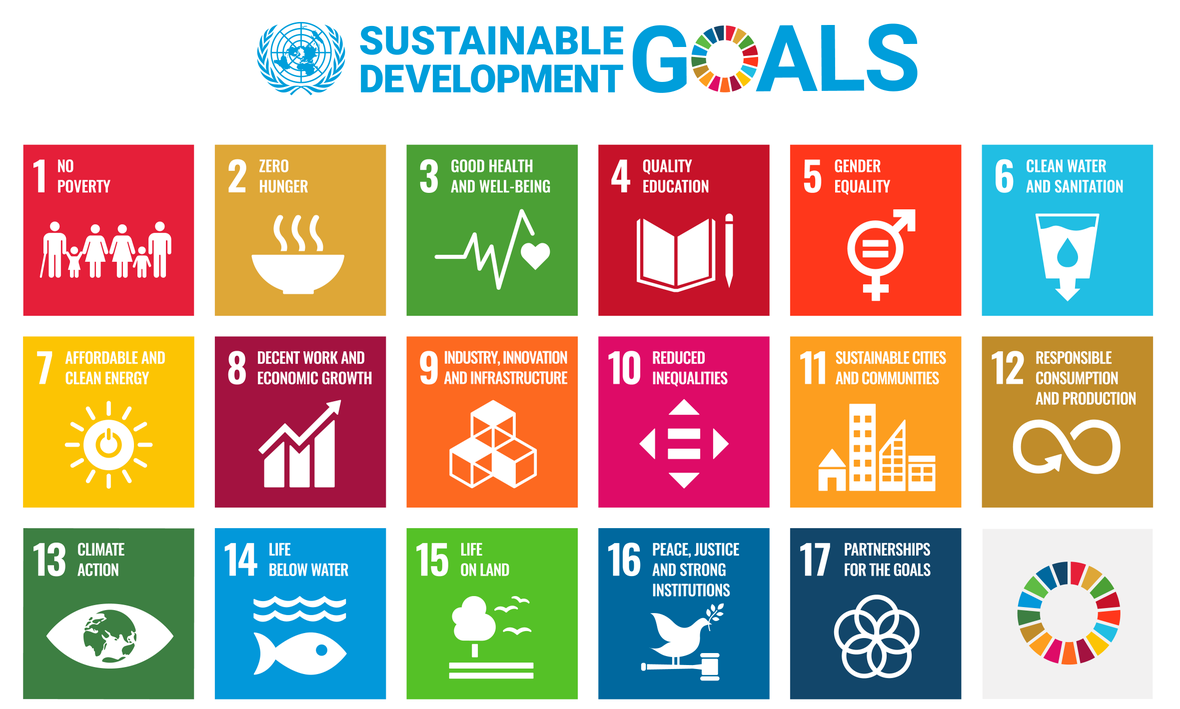 SUSTAINABLE
DEVELOPMENT
GOALS
1 NO
POVERTY
2 ZERO
HUNGER
3 GOOD HEALTH
AND WELL-BEING
4 QUALITY
EDUCATION
5 GENDER
EQUALITY
6 CLEAN WATER
AND SANITATION
7 AFFORDABLE AND
CLEAN ENERGY
8 DECENT WORK AND
ECONOMIC GROWTH
9 INDUSTRY, INNOVATION
AND INFRASTRUCTURE
10 REDUCED
INEQUALITIES
11 SUSTAINABLE CITIES
AND COMMUNITIES
12 RESPONSIBLE
CONSUMPTION
AND PRODUCTION
13 CLIMATE
ACTION
14 LIFE
BELOW WATER
15 LIFE
ON LAND
16 PEACE, JUSTICE
AND STRONG
INSTITUTIONS
17 PARTNERSHIPS
FOR THE GOALS